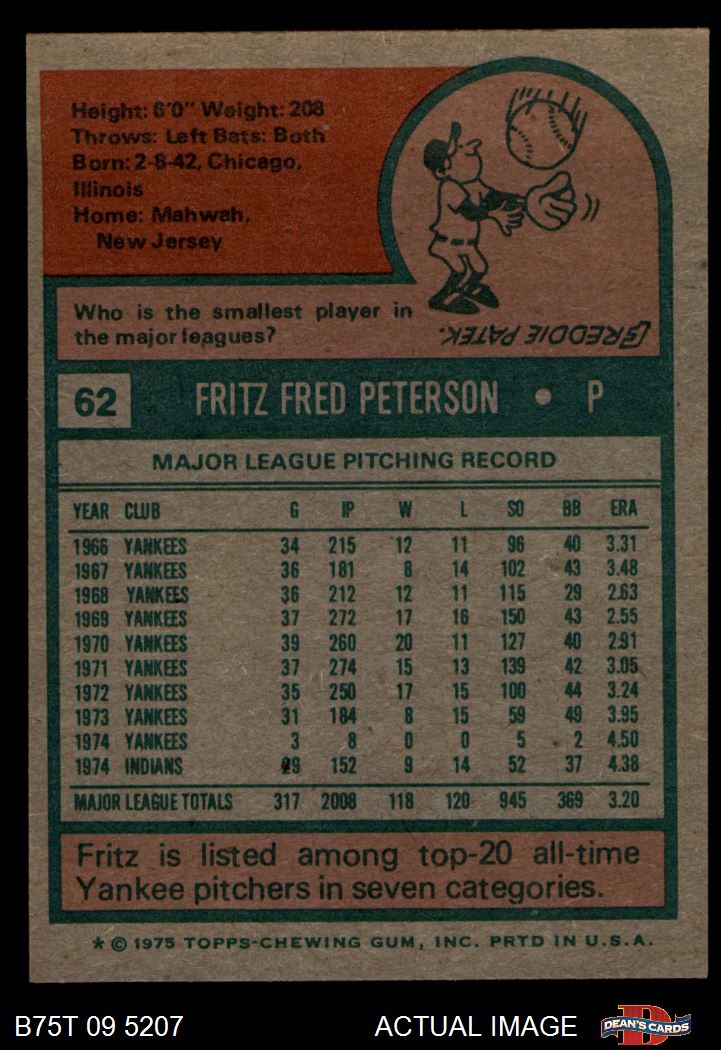 Height: 6'0" Weight: 208
Throws: Left Bats: Both
Born: 2-8-42, Chicago,
Illinois
Home: Mahwah,
New Jersey
Who is the smallest player in
the major leagues?
(FREDDIE PATEK.
62 FRITZ FRED PETERSON • P
MAJOR LEAGUE PITCHING RECORD
YEAR CLUB G IP W L SO BB ERA
1966 YANKEES 34 215 12 11 96 40 3.31
1967 YANKEES 36 181 8 14 102 43 3.48
1968 YANKEES 36 212 12 11 115 29 2.63
1969 YANKEES 37 272 17 16 150 43 2.55
1970 YANKEES 39 260 20 11 127 40 2.91
1971 YANKEES 37 274 15 13 139 42 3.05
1972 YANKEES 35 250 17 15 100 44 3.24
1973 YANKEES 31 184 8 15 59 49 3.95
1974 YANKEES 3 8 0 0 5 2 4.50
1974 INDIANS 29 152 9 14 52 37 4.38
MAJOR LEAGUE TOTALS 317 2008 118 120 945 369 3.20
Fritz is listed among top-20 all-time
Yankee pitchers in seven categories.
* © 1975 TOPPS-CHEWING GUM, INC. PRTD IN U.S.A.
B75T 09 5207 ACTUAL IMAGE D DEAN'S CARDS